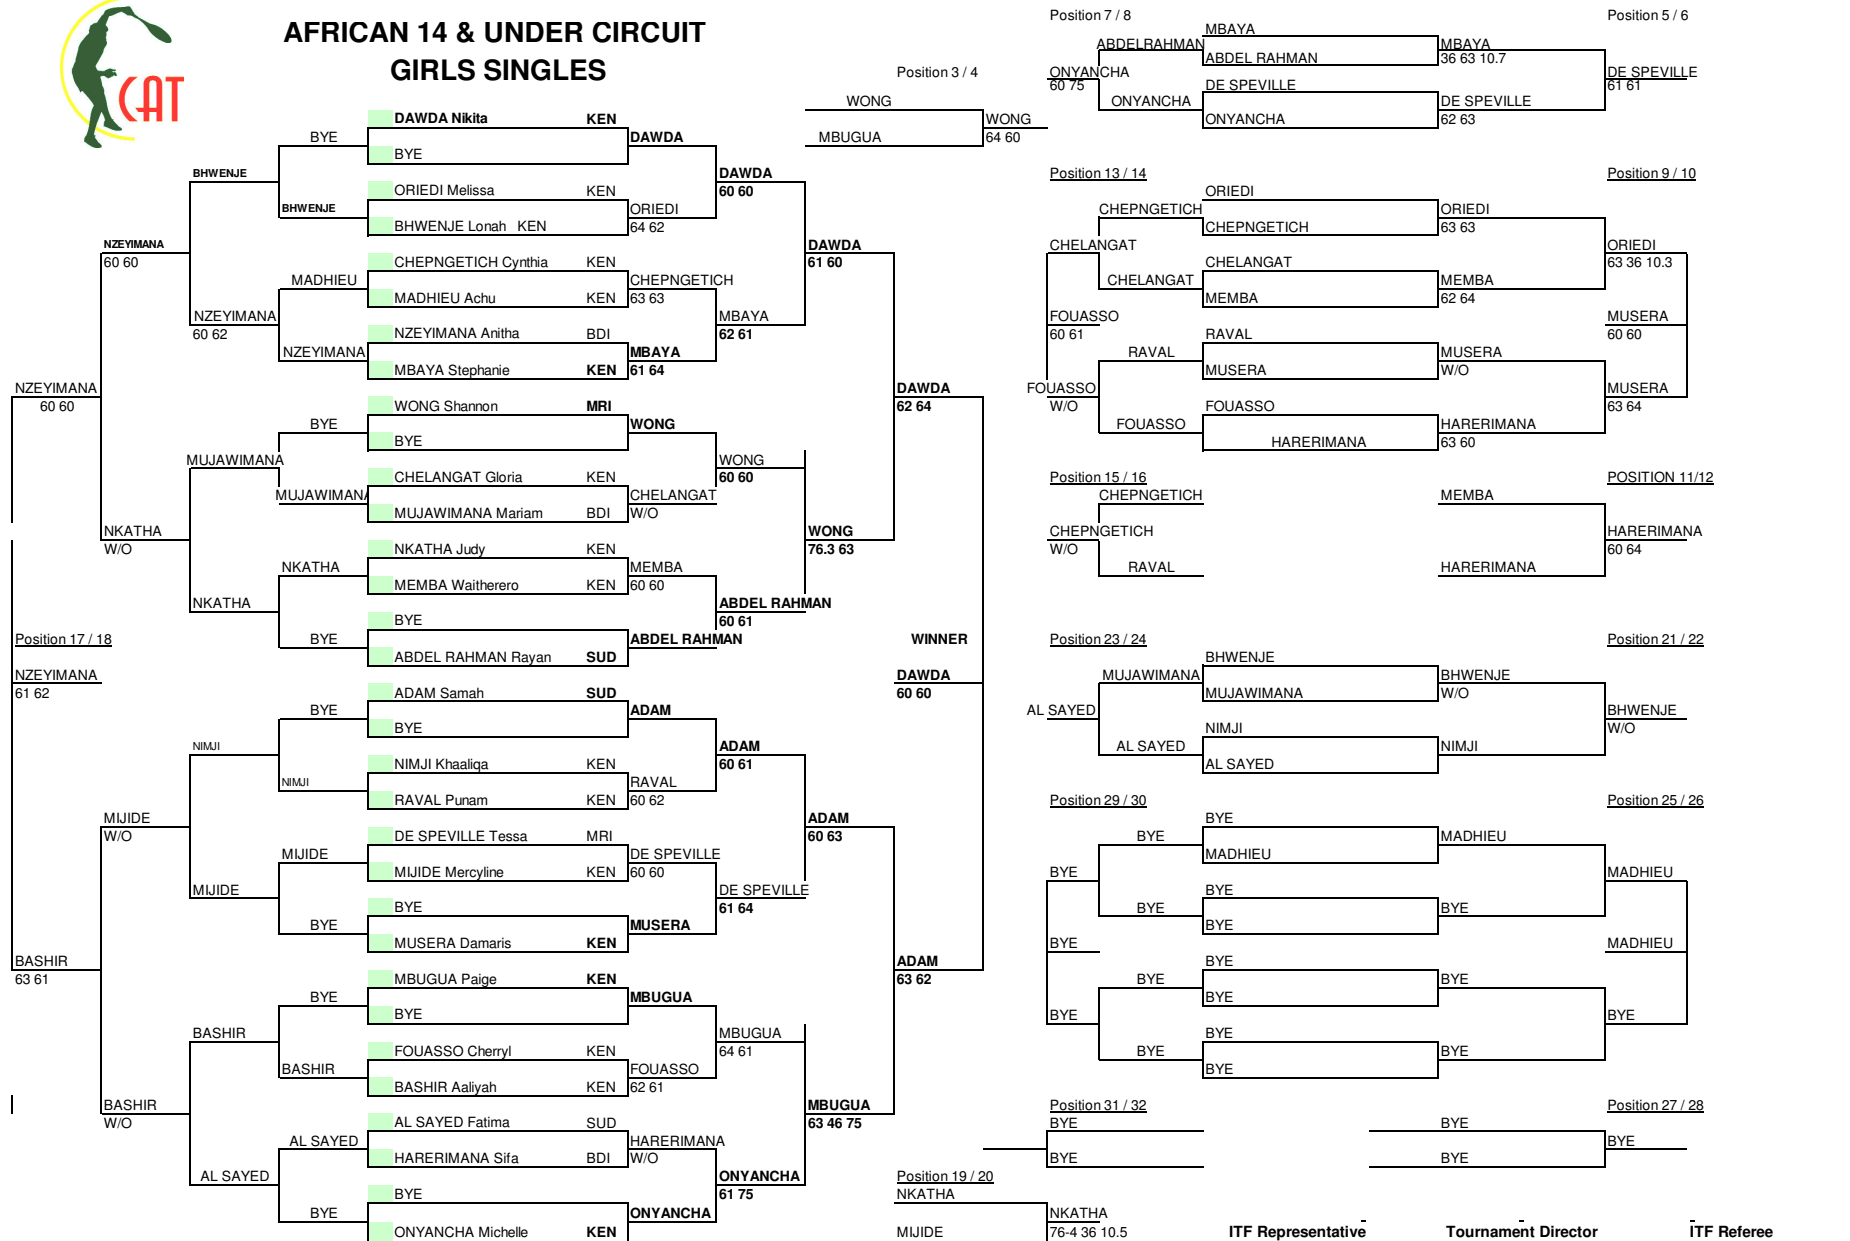 CAT
AFRICAN 14 & UNDER CIRCUIT
GIRLS SINGLES
Position 3 / 4
WONG
MBUGUA
WONG
64 60
Position 7 / 8
Position 5 / 6
MBAYA
ABDELRAHMAN
ABDEL RAHMAN
MBAYA
36 63 10.7
ONYANCHA
60 75
DE SPEVILLE
ONYANCHA
ONYANCHA
DE SPEVILLE
62 63
DE SPEVILLE
61 61
DAWDA Nikita KEN
BYE
BYE
DAWDA
ORIEDI Melissa KEN
BHWENJE
BHWENJE
BHWENJE Lonah KEN
ORIEDI
64 62
DAWDA
60 60
CHEPNGETICH Cynthia KEN
MADHIEU
MADHIEU Achu KEN
CHEPNGETICH
63 63
NZEYIMANA
60 60
NZEYIMANA
60 62
NZEYIMANA Anitha BDI
NZEYIMANA
MBAYA Stephanie KEN
MBAYA
61 64
MBAYA
62 61
DAWDA
61 60
NZEYIMANA
60 60
WONG Shannon MRI
BYE
BYE
WONG
MUJAWIMANA
CHELANGAT Gloria KEN
MUJAWIMANA
MUJAWIMANA Mariam BDI
CHELANGAT
W/O
WONG
60 60
NKATHA
W/O
NKATHA Judy KEN
NKATHA
MEMBA Waitherero KEN
MEMBA
60 60
NKATHA
BYE
BYE
ABDEL RAHMAN Rayan SUD
ABDEL RAHMAN
ABDEL RAHMAN
60 61
WONG
76.3 63
DAWDA
62 64
Position 17 / 18
NZEYIMANA
61 62
WINNER
DAWDA
60 60
ADAM Samah SUD
BYE
BYE
ADAM
NIMJI
NIMJI Khaaliqa KEN
NIMJI
RAVAL Punam KEN
RAVAL
60 62
ADAM
60 61
MIJIDE
W/O
DE SPEVILLE Tessa MRI
MIJIDE
MIJIDE Mercyline KEN
DE SPEVILLE
60 60
MIJIDE
BYE
BYE
MUSERA Damaris KEN
MUSERA
DE SPEVILLE
61 64
ADAM
60 63
BASHIR
63 61
MBUGUA Paige KEN
BYE
BYE
MBUGUA
BASHIR
FOUASSO Cherryl KEN
BASHIR
BASHIR Aaliyah KEN
FOUASSO
62 61
MBUGUA
64 61
ADAM
63 62
BASHIR
W/O
AL SAYED Fatima SUD
AL SAYED
HARERIMANA Sifa BDI
HARERIMANA
W/O
AL SAYED
BYE
BYE
ONYANCHA Michelle KEN
ONYANCHA
ONYANCHA
61 75
MBUGUA
63 46 75
Position 13 / 14
Position 9 / 10
ORIEDI
CHEPNGETICH
CHEPNGETICH
ORIEDI
63 63
CHELANGAT
CHELANGAT
CHELANGAT
MEMBA
MEMBA
62 64
ORIEDI
63 36 10.3
FOUASSO
60 61
RAVAL
RAVAL
MUSERA
MUSERA
W/O
MUSERA
60 60
FOUASSO
W/O
FOUASSO
FOUASSO
HARERIMANA
HARERIMANA
63 60
MUSERA
63 64
Position 15 / 16
POSITION 11/12
CHEPNGETICH
CHEPNGETICH
W/O
RAVAL
MEMBA
HARERIMANA
60 64
HARERIMANA
Position 23 / 24
Position 21 / 22
BHWENJE
MUJAWIMANA
MUJAWIMANA
BHWENJE
W/O
AL SAYED
NIMJI
AL SAYED
AL SAYED
NIMJI
BHWENJE
W/O
Position 29 / 30
Position 25 / 26
BYE
BYE
MADHIEU
MADHIEU
BYE
BYE
BYE
BYE
BYE
MADHIEU
BYE
MADHIEU
BYE
BYE
BYE
BYE
BYE
BYE
BYE
BYE
BYE
BYE
Position 31 / 32
Position 27 / 28
BYE
BYE
BYE
BYE
BYE
Position 19 / 20
NKATHA
MIJIDE
NKATHA
76-4 36 10.5
ITF Representative Tournament Director ITF Referee